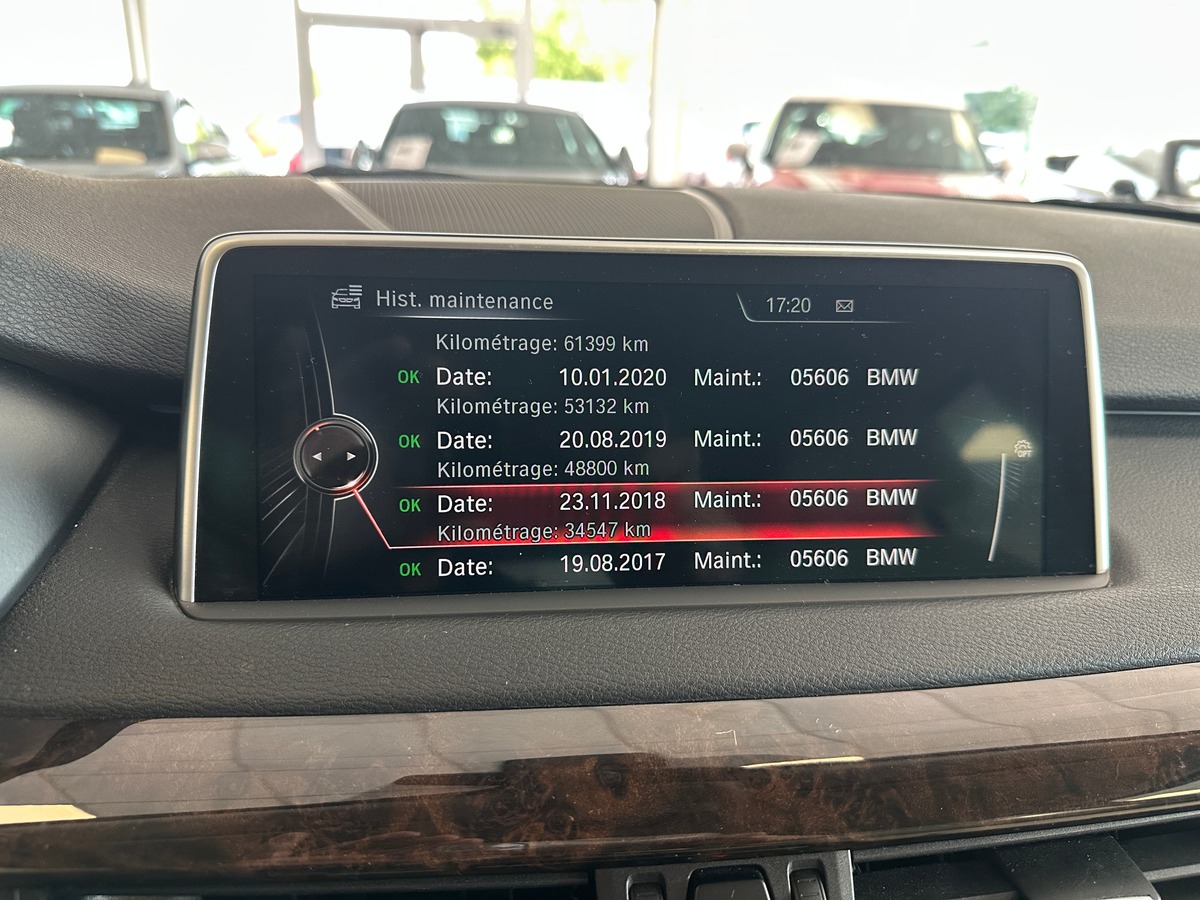 Hist. maintenance 17:20
Kilométrage: 61399 km
OK Date: 10.01.2020 Maint.: 05606 BMW
Kilométrage: 53132 km
OK Date: 20.08.2019 Maint.: 05606 BMW
Kilométrage: 48800 km
OK Date: 23.11.2018 Maint.: 05606 BMW
Kilométrage: 34547 km
OK Date: 19.08.2017 Maint.: 05606 BMW
OPT